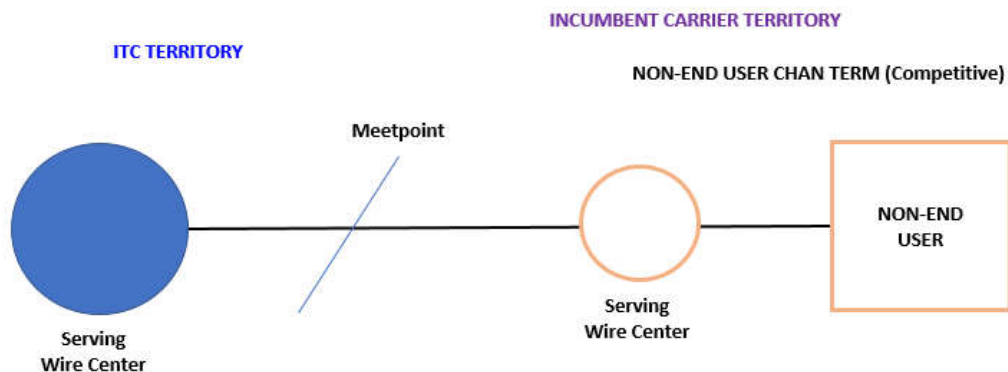 INCUMBENT CARRIER TERRITORY
ITC TERRITORY
NON-END USER CHAN TERM (Competitive)
Meetpoint
NON-END
USER
Serving
Wire Center
Serving
Wire Center